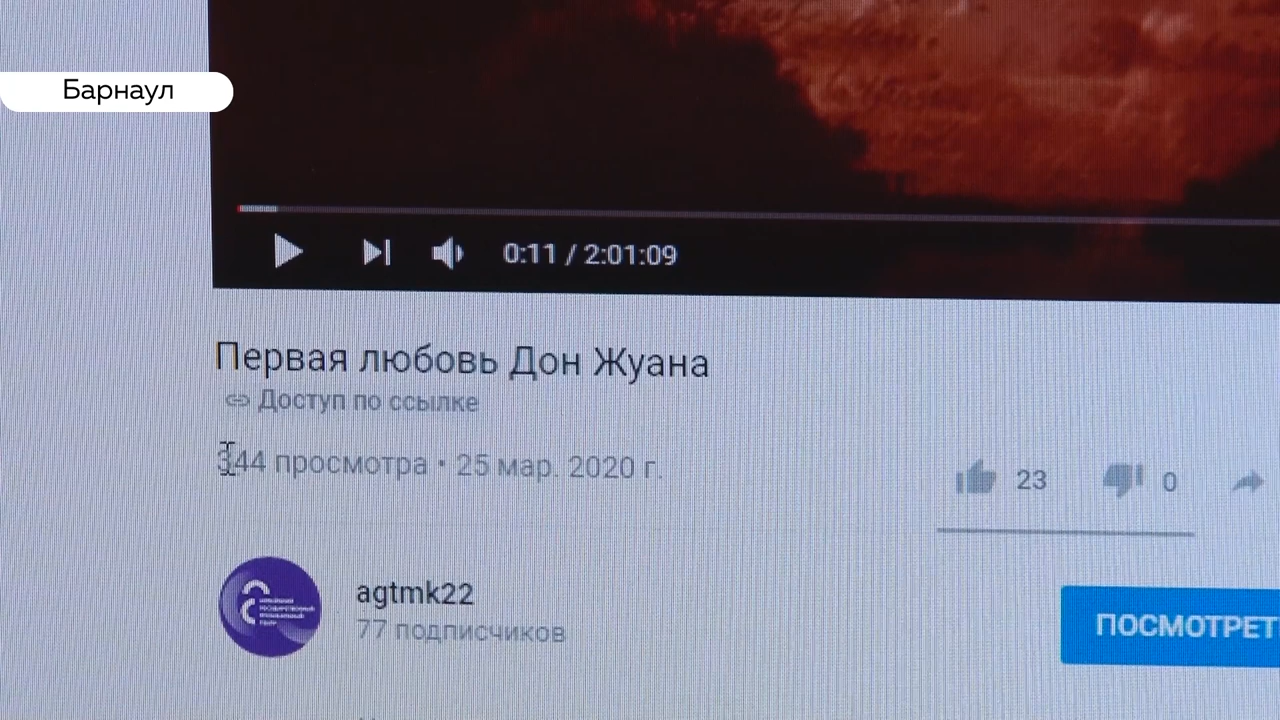 Барнаул
0:11 / 2:01:09
Первая любовь Дон Жуана
Доступ по ссылке
344 просмотра • 25 мар. 2020 г.
23
0
agtmk22
77 подписчиков
ПОСМОТРЕТ